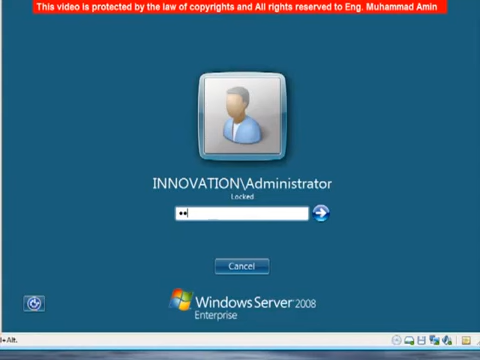 This video is protected by the law of copyrights and All rights reserved to Eng. Muhammad Amin
INNOVATION\Administrator
Locked
Cancel
Windows Server 2008
Enterprise
+Alt.